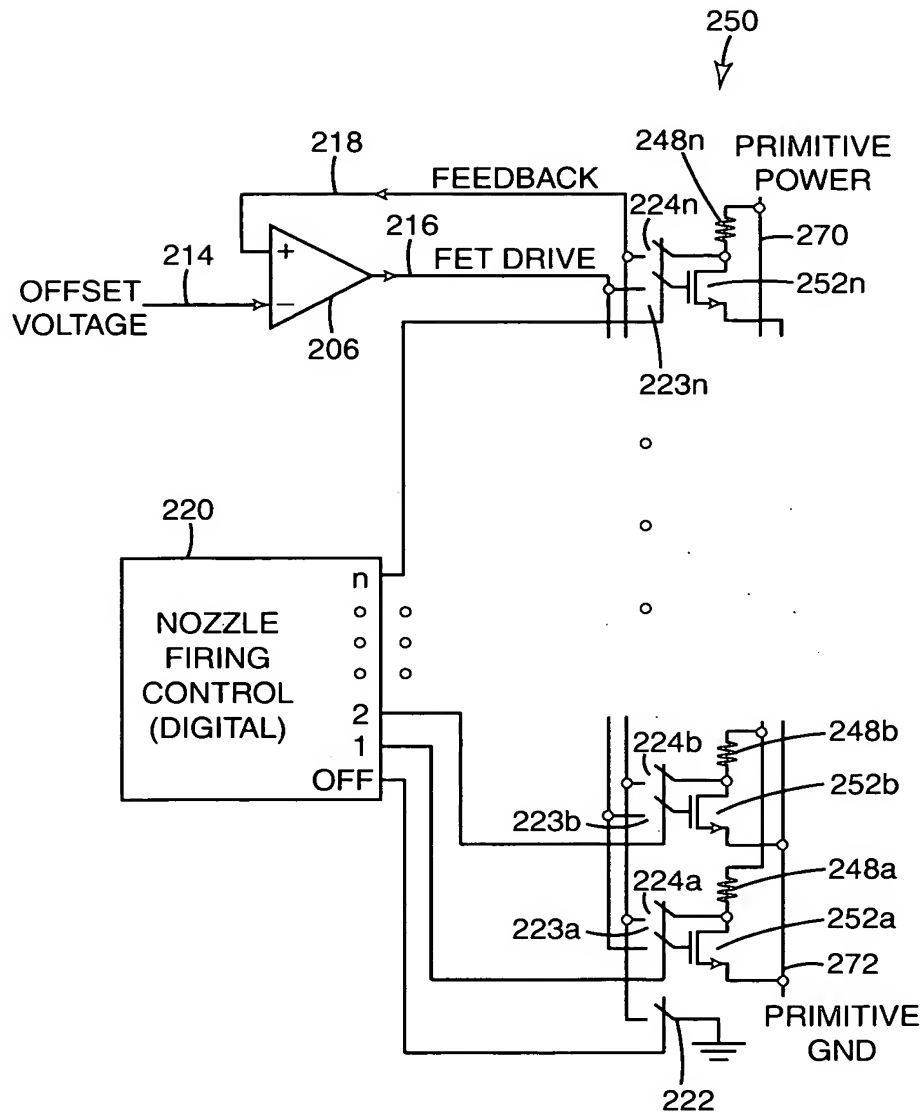 250
248n
PRIMITIVE
POWER
218
FEEDBACK
224n
270
216
214
+
FET DRIVE
252n
OFFSET
VOLTAGE
−
206
223n
220
n
NOZZLE
FIRING
CONTROL
(DIGITAL)
2
1
OFF
248b
224b
252b
223b
248a
224a
223a
252a
272
PRIMITIVE
GND
222